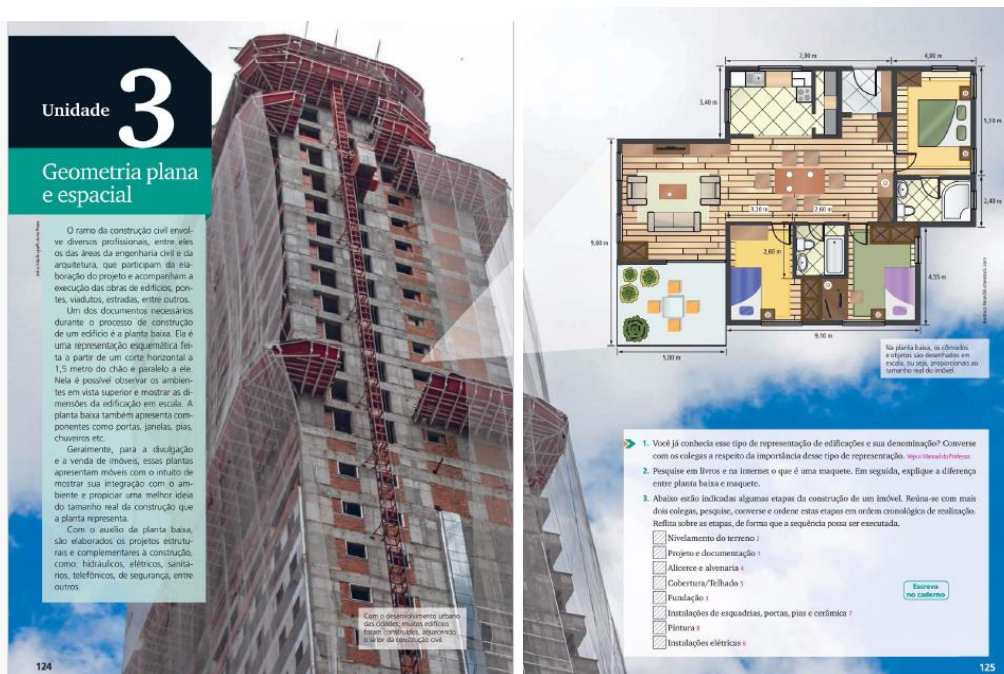 Unidade 3
Geometria plana
e espacial
O ramo da construção civil envol-
ve diversos profissionais, entre eles
os das áreas da engenharia civil e da
arquitetura, que participam da ela-
boração do projeto e acompanham a
execução das obras de edifícios, pon-
tes, viadutos, estradas, entre outros.
Um dos documentos necessários
durante o processo de construção
de um edifício é a planta baixa. Ela é
uma representação esquemática fei-
ta a partir de um corte horizontal a
1,5 metro do chão e paralelo a ele.
Nela é possível observar os ambien-
tes em vista superior e mostrar as di-
mensões da edificação em escala. A
planta baixa também apresenta com-
ponentes como portas, janelas, pias,
chuveiros etc.
Geralmente, para a divulgação
e a venda de imóveis, essas plantas
apresentam móveis com o intuito de
mostrar sua integração com o am-
biente e propiciar uma melhor ideia
do tamanho real da construção que
a planta representa.
Com o auxílio da planta baixa,
são elaborados os projetos estrutu-
rais e complementares à construção,
como: hidráulicos, elétricos, sanitá-
rios, telefônicos, de segurança, entre
outros.
Com o desenvolvimento urbano
das cidades, muitos edifícios
foram construídos, aquecendo
o setor da construção civil.
124
4,00 m
3,40 m
5,10 m
2,40 m
3,20 m
2,60 m
2,60 m
9,60 m
4,55 m
9,10 m
5,00 m
Na planta baixa, os cômodos
e objetos são desenhados em
escala, ou seja, proporcionais ao
tamanho real do imóvel.
1. Você já conhecia esse tipo de representação de edificações e sua denominação? Converse
com os colegas a respeito da importância desse tipo de representação. Veja o Manual do Professor.
2. Pesquise em livros e na internet o que é uma maquete. Em seguida, explique a diferença
entre planta baixa e maquete.
3. Abaixo estão indicadas algumas etapas da construção de um imóvel. Reúna-se com mais
dois colegas, pesquise, converse e ordene estas etapas em ordem cronológica de realização.
Reflita sobre as etapas, de forma que a sequência possa ser executada.
Nivelamento do terreno 2
Projeto e documentação 1
Alicerce e alvenaria 4
Cobertura/Telhado 5
Fundação 3
Instalações de esquadrias, portas, pias e cerâmica 7
Pintura 8
Instalações elétricas 6
Escreva
no caderno
125